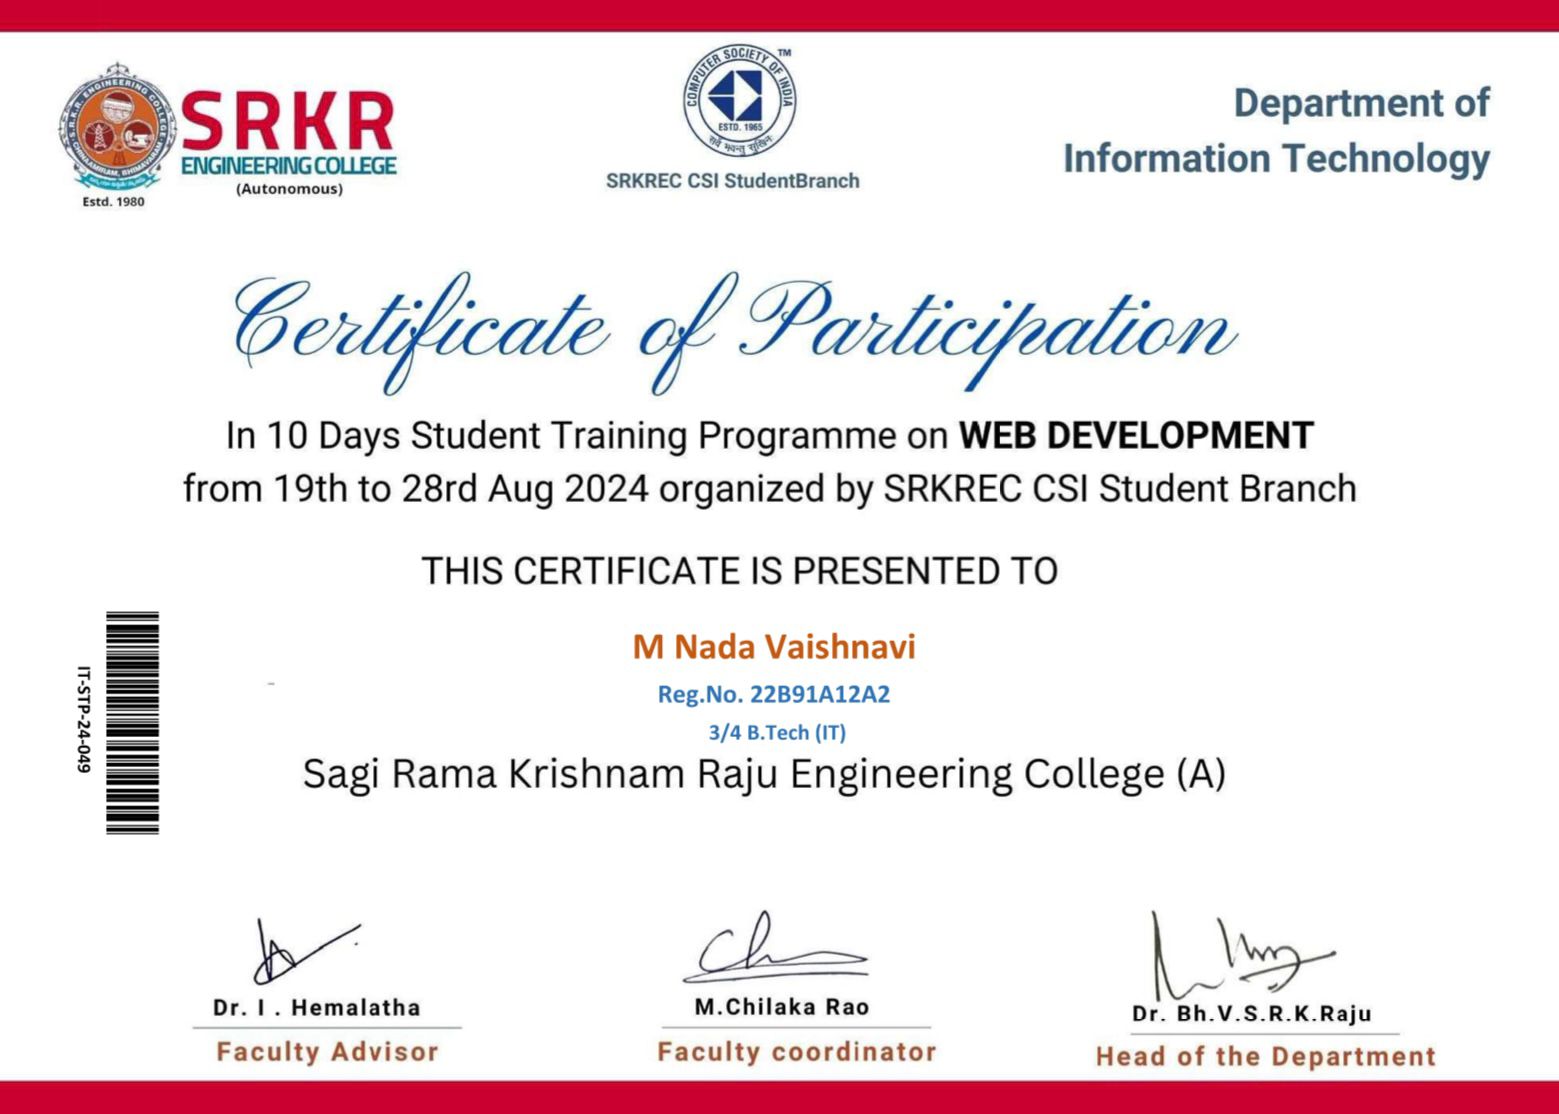 S.R.K.R. ENGINEERING COLLEGE
CHINAAMIRAM, BHIMAVARAM
Estd. 1980
SRKR
ENGINEERING COLLEGE
(Autonomous)
COMPUTER SOCIETY OF INDIA
TM
ESTD. 1965
सर्वे भवन्तु सुखिनः
SRKREC CSI StudentBranch
Department of
Information Technology
Certificate of Participation
In 10 Days Student Training Programme on WEB DEVELOPMENT
from 19th to 28rd Aug 2024 organized by SRKREC CSI Student Branch
THIS CERTIFICATE IS PRESENTED TO
M Nada Vaishnavi
Reg.No. 22B91A12A2
3/4 B.Tech (IT)
Sagi Rama Krishnam Raju Engineering College (A)
IT-STP-24-049
Dr. I . Hemalatha
Faculty Advisor
M.Chilaka Rao
Faculty coordinator
Dr. Bh.V.S.R.K.Raju
Head of the Department